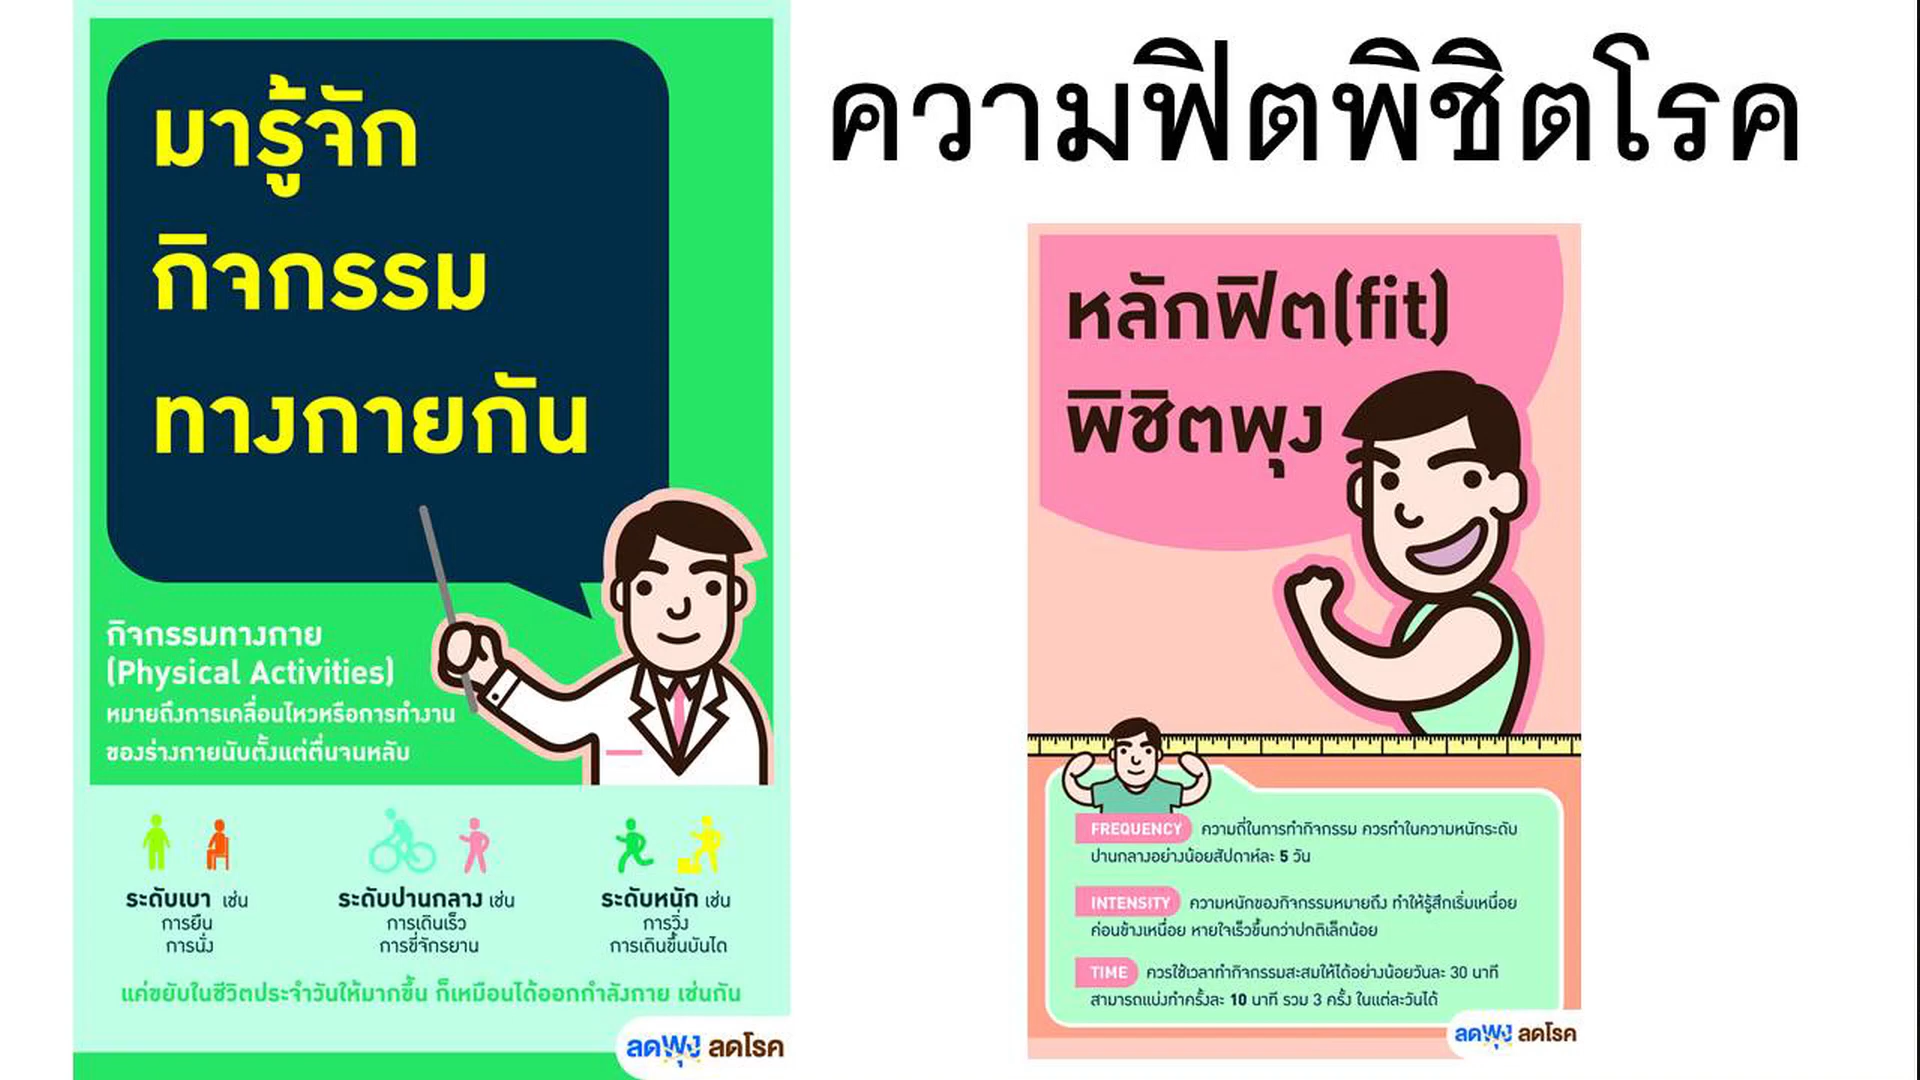 มารู้จัก
กิจกรรม
ทางกายกัน
กิจกรรมทางกาย
(Physical Activities)
หมายถึงการเคลื่อนไหวหรือการทำงาน
ของร่างกายนับตั้งแต่ตื่นจนหลับ
ระดับเบา เช่น
การยืน
การนั่ง
ระดับปานกลาง เช่น
การเดินเร็ว
การขี่จักรยาน
ระดับหนัก เช่น
การวิ่ง
การเดินขึ้นบันได
แค่ขยับในชีวิตประจำวันให้มากขึ้น ก็เหมือนได้ออกกำลังกาย เช่นกัน
ลดพุง ลดโรค
ความฟิตพิชิตโรค
หลักฟิต(fit)
พิชิตพุง
FREQUENCY ความถี่ในการทำกิจกรรม ควรทำในความหนักระดับ
ปานกลางอย่างน้อยสัปดาห์ละ 5 วัน
INTENSITY ความหนักของกิจกรรมหมายถึง ทำให้รู้สึกเริ่มเหนื่อย
ค่อนข้างเหนื่อย หายใจเร็วขึ้นกว่าปกติเล็กน้อย
TIME ควรใช้เวลาทำกิจกรรมสะสมให้ได้อย่างน้อยวันละ 30 นาที
สามารถแบ่งทำครั้งละ 10 นาที รวม 3 ครั้ง ในแต่ละวันได้
ลดพุง ลดโรค